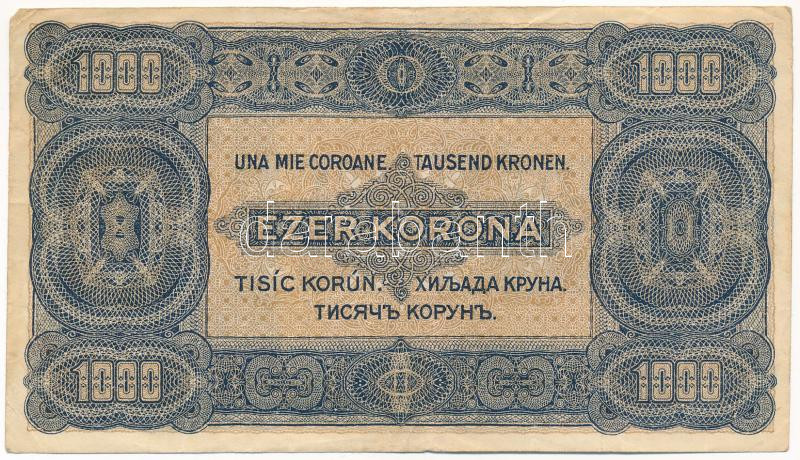 1000 1000
UNA MIE COROANE. TAUSEND KRONEN.
EZER KORONA
TISÍC KORÚN. ХИЉАДА КРУНА.
ТИСЯЧЪ КОРУНЪ.
1000 1000